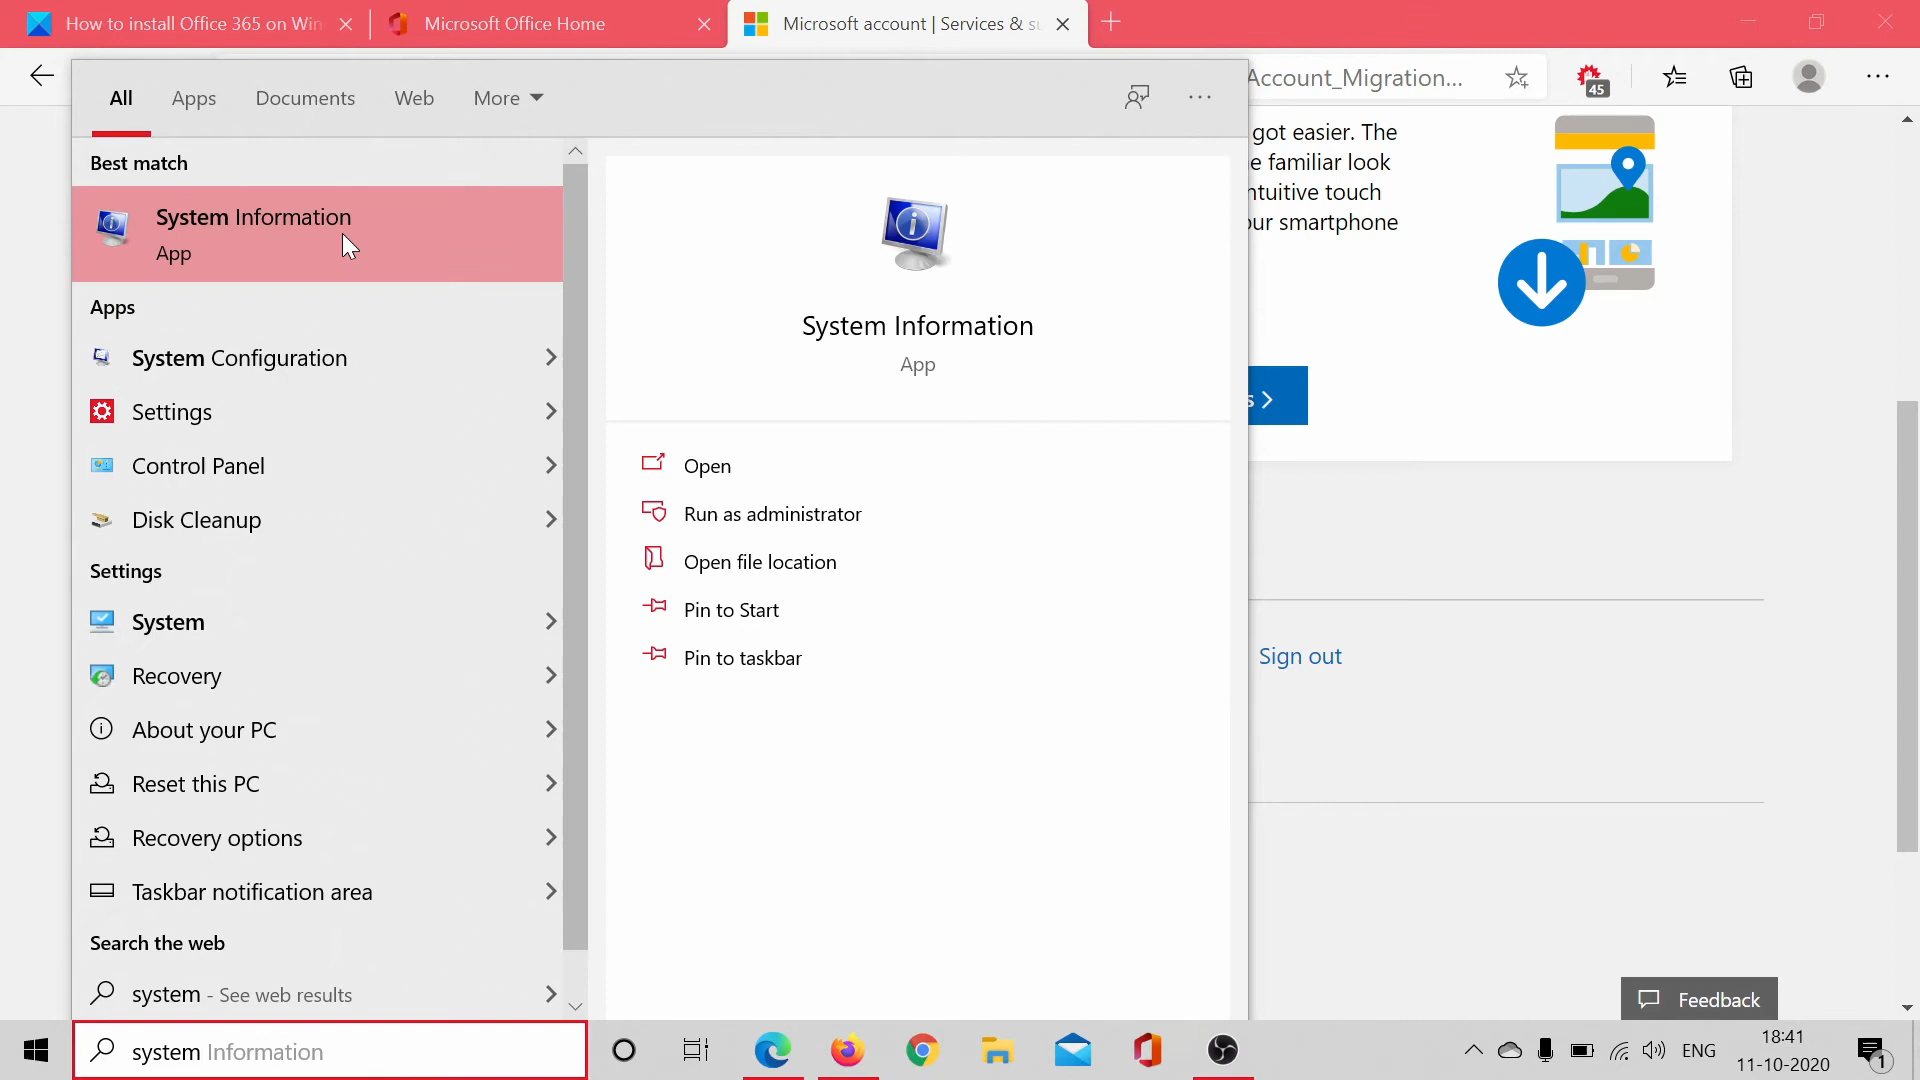 How to install Office 365 on Win
Microsoft Office Home
Microsoft account | Services & su
Account_Migration...
45
All
Apps
Documents
Web
More
Best match
System Information
App
Apps
System Configuration
Settings
Control Panel
Disk Cleanup
Settings
System
Recovery
About your PC
Reset this PC
Recovery options
Taskbar notification area
Search the web
system - See web results
System Information
App
Open
Run as administrator
Open file location
Pin to Start
Pin to taskbar
got easier. The
e familiar look
ntuitive touch
our smartphone
s
Sign out
Feedback
system Information
ENG
18:41
11-10-2020
1